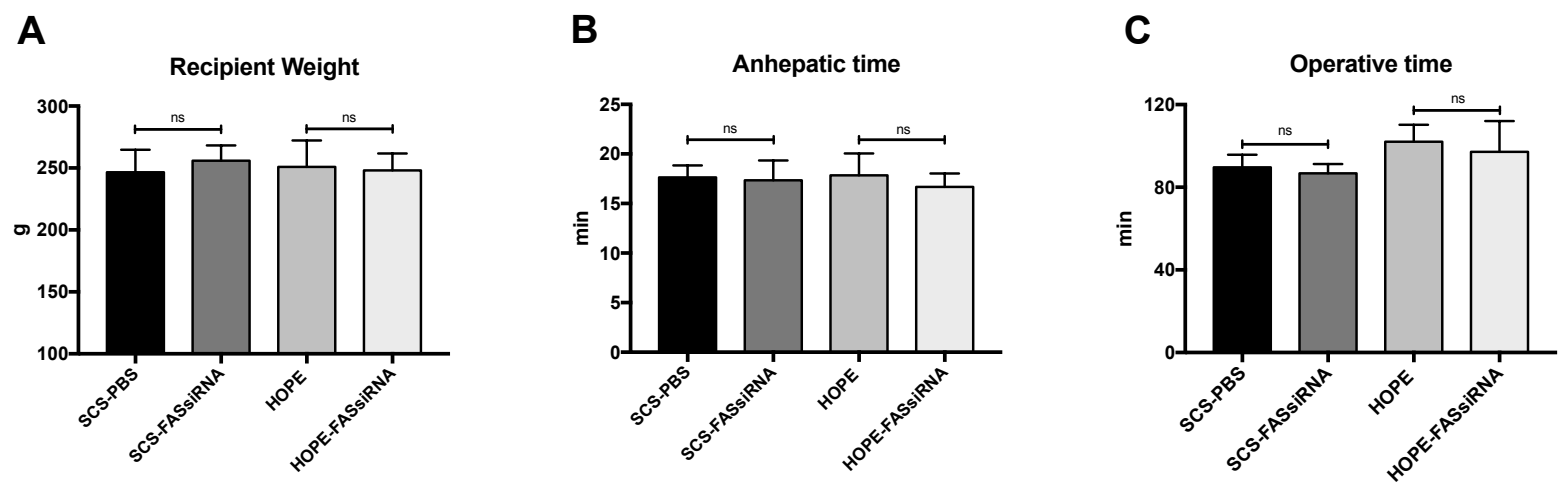 A
Recipient Weight
g
300
250
200
150
100
ns
ns
SCS-PBS
SCS-FASsiRNA
HOPE
HOPE-FASsiRNA
B
Anhepatic time
min
25
20
15
10
5
0
ns
ns
SCS-PBS
SCS-FASsiRNA
HOPE
HOPE-FASsiRNA
C
Operative time
min
120
80
40
0
ns
ns
SCS-PBS
SCS-FASsiRNA
HOPE
HOPE-FASsiRNA